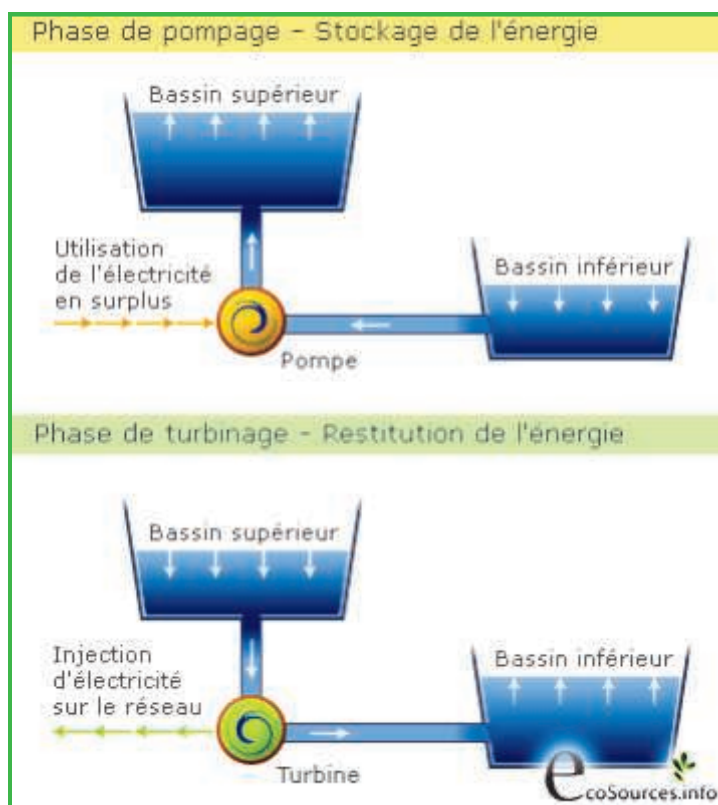 Phase de pompage - Stockage de l'énergie
Bassin supérieur
Utilisation
de l'électricité
en surplus
Bassin inférieur
Pompe
Phase de turbinage - Restitution de l'énergie
Bassin supérieur
Injection
d'électricité
sur le réseau
Bassin inférieur
Turbine
ecoSources.info